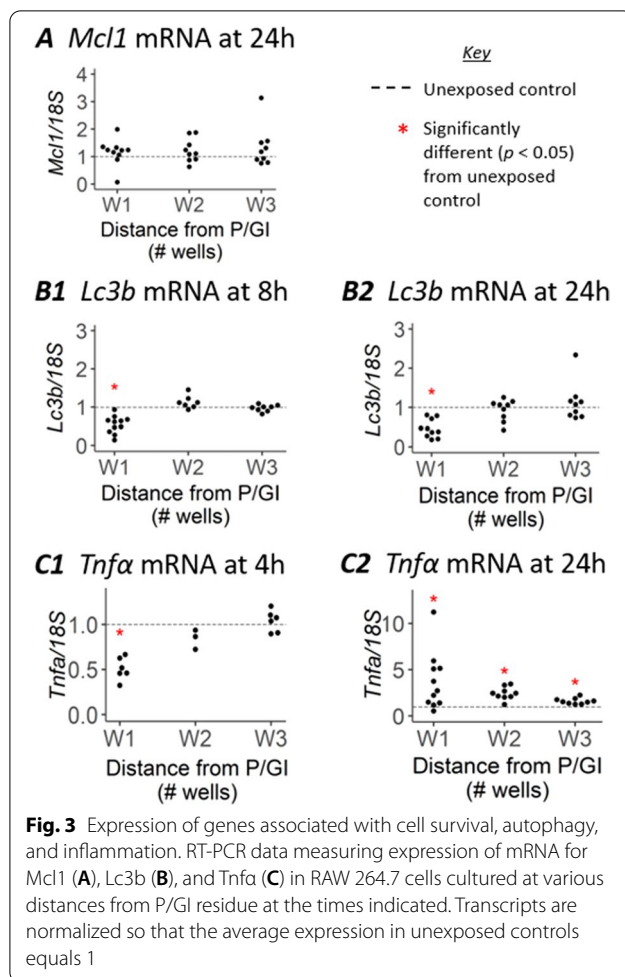 A Mcl1 mRNA at 24h
Key
Unexposed control
* Significantly
different (p < 0.05)
from unexposed
control
Mcl1/18S
4
3
2
1
0
W1 W2 W3
Distance from P/GI
(# wells)
B1 Lc3b mRNA at 8h
*
Lc3b/18S
3
2
1
0
W1 W2 W3
Distance from P/GI
(# wells)
B2 Lc3b mRNA at 24h
*
Lc3b/18S
3
2
1
0
W1 W2 W3
Distance from P/GI
(# wells)
C1 Tnfα mRNA at 4h
*
Tnfa/18S
1.0
0.5
0.0
W1 W2 W3
Distance from P/GI
(# wells)
C2 Tnfα mRNA at 24h
* * *
Tnfa/18S
10
5
0
W1 W2 W3
Distance from P/GI
(# wells)
Fig. 3 Expression of genes associated with cell survival, autophagy,
and inflammation. RT-PCR data measuring expression of mRNA for
Mcl1 (A), Lc3b (B), and Tnfα (C) in RAW 264.7 cells cultured at various
distances from P/GI residue at the times indicated. Transcripts are
normalized so that the average expression in unexposed controls
equals 1